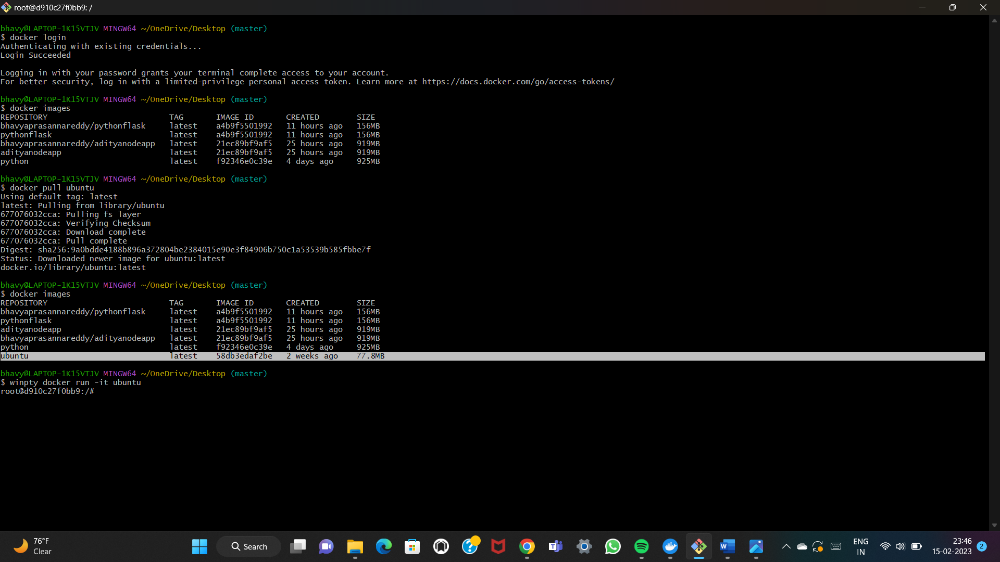 root@d910c27f0bb9: /
bhavy@LAPTOP-1K15VTJV MINGW64 ~/OneDrive/Desktop (master)
$ docker login
Authenticating with existing credentials...
Login Succeeded
Logging in with your password grants your terminal complete access to your account.
For better security, log in with a limited-privilege personal access token. Learn more at https://docs.docker.com/go/access-tokens/
bhavy@LAPTOP-1K15VTJV MINGW64 ~/OneDrive/Desktop (master)
$ docker images
REPOSITORY TAG IMAGE ID CREATED SIZE
bhavyaprasannareddy/pythonflask latest a4b9f5501992 11 hours ago 156MB
pythonflask latest a4b9f5501992 11 hours ago 156MB
bhavyaprasannareddy/adityanodeapp latest 21ec89bf9af5 25 hours ago 919MB
adityanodeapp latest 21ec89bf9af5 25 hours ago 919MB
python latest f92346e0c39e 4 days ago 925MB
bhavy@LAPTOP-1K15VTJV MINGW64 ~/OneDrive/Desktop (master)
$ docker pull ubuntu
Using default tag: latest
latest: Pulling from library/ubuntu
677076032cca: Pulling fs layer
677076032cca: Verifying Checksum
677076032cca: Download complete
677076032cca: Pull complete
Digest: sha256:9a0bdde4188b896a372804be2384015e90e3f84906b750c1a53539b585fbbe7f
Status: Downloaded newer image for ubuntu:latest
docker.io/library/ubuntu:latest
bhavy@LAPTOP-1K15VTJV MINGW64 ~/OneDrive/Desktop (master)
$ docker images
REPOSITORY TAG IMAGE ID CREATED SIZE
bhavyaprasannareddy/pythonflask latest a4b9f5501992 11 hours ago 156MB
pythonflask latest a4b9f5501992 11 hours ago 156MB
adityanodeapp latest 21ec89bf9af5 25 hours ago 919MB
bhavyaprasannareddy/adityanodeapp latest 21ec89bf9af5 25 hours ago 919MB
python latest f92346e0c39e 4 days ago 925MB
ubuntu latest 58db3edaf2be 2 weeks ago 77.8MB
bhavy@LAPTOP-1K15VTJV MINGW64 ~/OneDrive/Desktop (master)
$ winpty docker run -it ubuntu
root@d910c27f0bb9:/#
76°F
Clear
Search
ENG
IN
23:46
15-02-2023
2